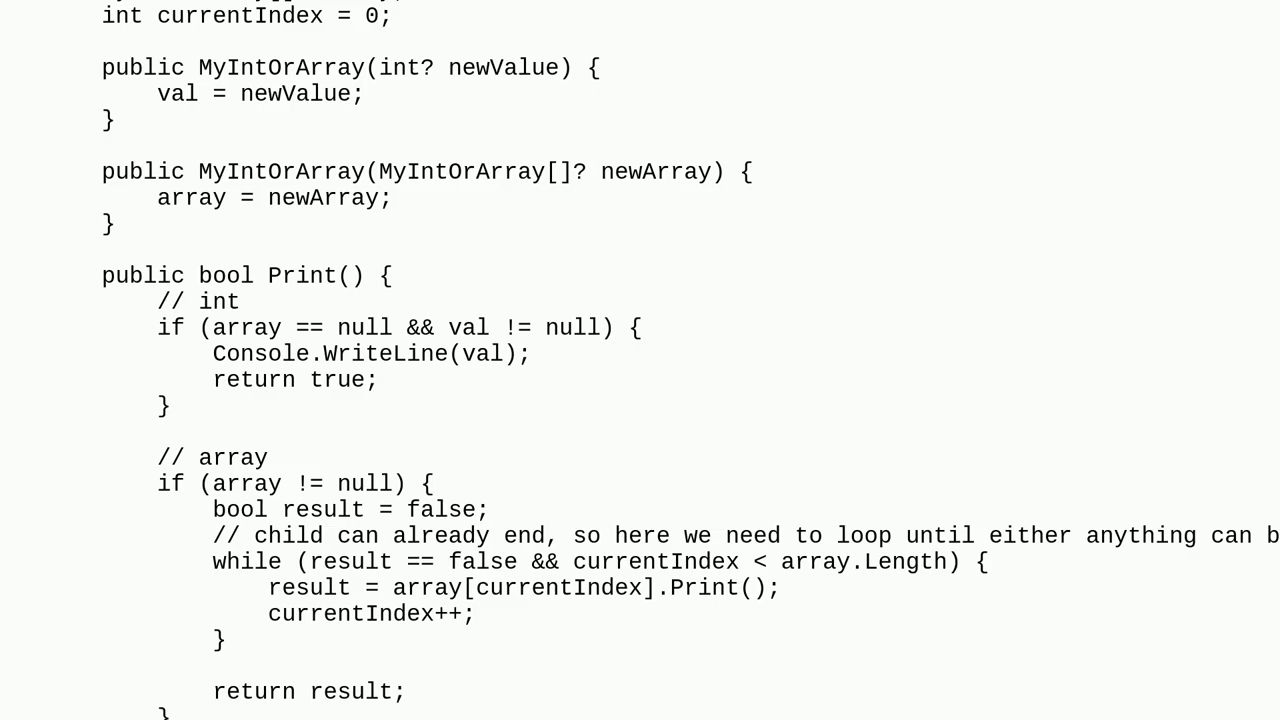 int currentIndex = 0;
public MyIntOrArray(int? newValue) {
val = newValue;
}
public MyIntOrArray(MyIntOrArray[]? newArray) {
array = newArray;
}
public bool Print() {
// int
if (array == null && val != null) {
Console.WriteLine(val);
return true;
}
// array
if (array != null) {
bool result = false;
// child can already end, so here we need to loop until either anything can b
while (result == false && currentIndex < array.Length) {
result = array[currentIndex].Print();
currentIndex++;
}
return result;
}